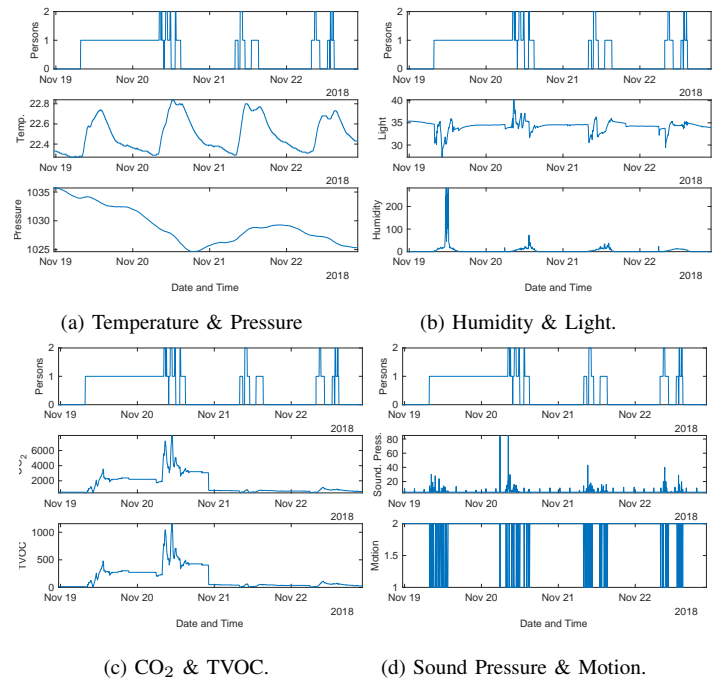 2
1
0
Persons
Nov 19 Nov 20 Nov 21 Nov 22
2018
22.8
22.6
22.4
Temp.
Nov 19 Nov 20 Nov 21 Nov 22
2018
1035
1030
1025
Pressure
Nov 19 Nov 20 Nov 21 Nov 22
Date and Time
2018
(a) Temperature & Pressure
2
1
0
Persons
Nov 19 Nov 20 Nov 21 Nov 22
2018
40
35
30
Light
Nov 19 Nov 20 Nov 21 Nov 22
2018
200
100
0
Humidity
Nov 19 Nov 20 Nov 21 Nov 22
Date and Time
2018
(b) Humidity & Light.
2
1
0
Persons
Nov 19 Nov 20 Nov 21 Nov 22
2018
6000
4000
2000
CO2
Nov 19 Nov 20 Nov 21 Nov 22
2018
1000
500
0
TVOC
Nov 19 Nov 20 Nov 21 Nov 22
Date and Time
2018
(c) CO2 & TVOC.
2
1
0
Persons
Nov 19 Nov 20 Nov 21 Nov 22
2018
80
60
40
20
Sound. Press.
Nov 19 Nov 20 Nov 21 Nov 22
2018
2
1.5
1
Motion
Nov 19 Nov 20 Nov 21 Nov 22
Date and Time
2018
(d) Sound Pressure & Motion.